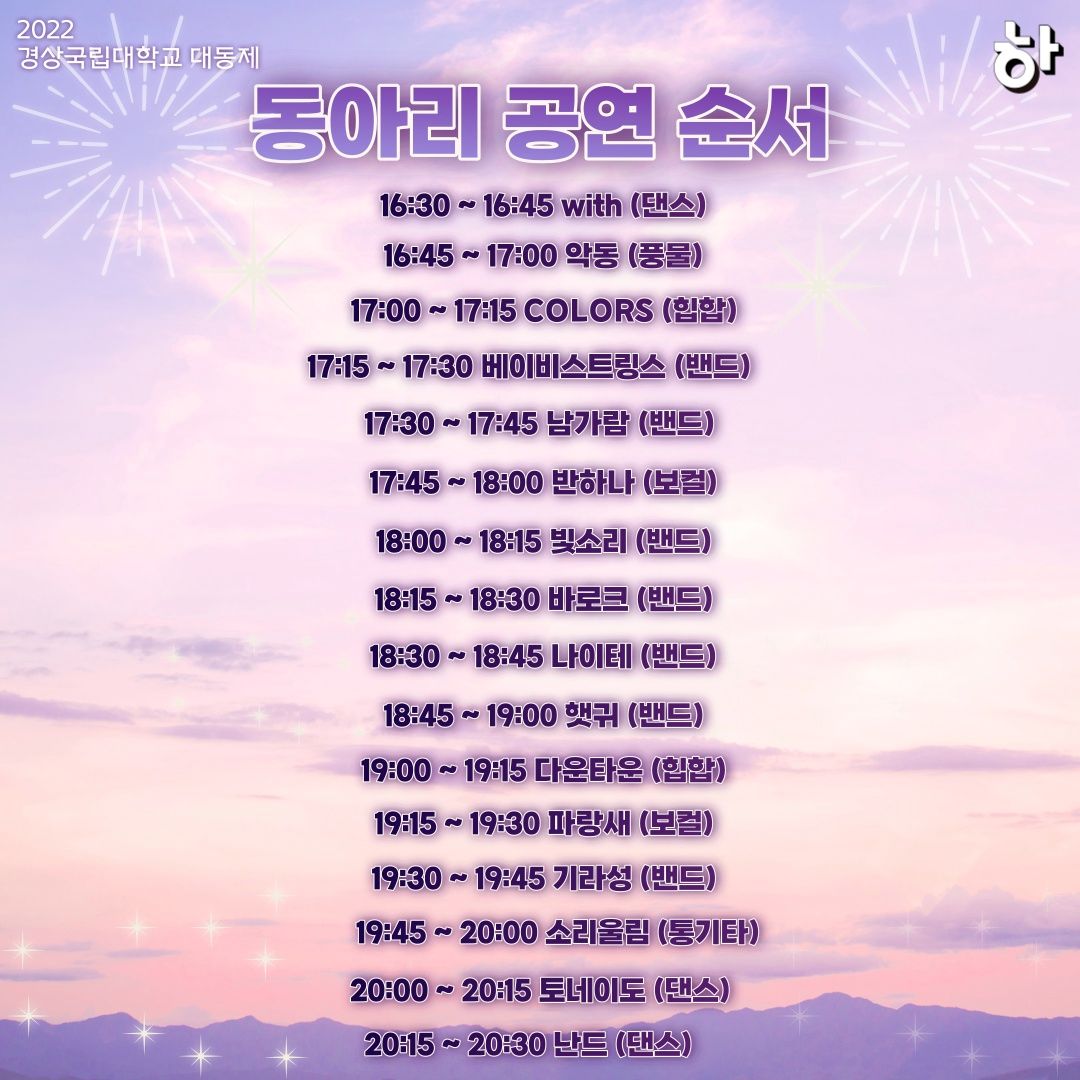 2022
경상국립대학교 대동제
하
동아리 공연 순서
16:30 ~ 16:45 with (댄스)
16:45 ~ 17:00 악동 (풍물)
17:00 ~ 17:15 COLORS (힙합)
17:15 ~ 17:30 베이비스트링스 (밴드)
17:30 ~ 17:45 남가람 (밴드)
17:45 ~ 18:00 반하나 (보컬)
18:00 ~ 18:15 빛소리 (밴드)
18:15 ~ 18:30 바로크 (밴드)
18:30 ~ 18:45 나이테 (밴드)
18:45 ~ 19:00 햇귀 (밴드)
19:00 ~ 19:15 다운타운 (힙합)
19:15 ~ 19:30 파랑새 (보컬)
19:30 ~ 19:45 기라성 (밴드)
19:45 ~ 20:00 소리울림 (통기타)
20:00 ~ 20:15 토네이도 (댄스)
20:15 ~ 20:30 난드 (댄스)